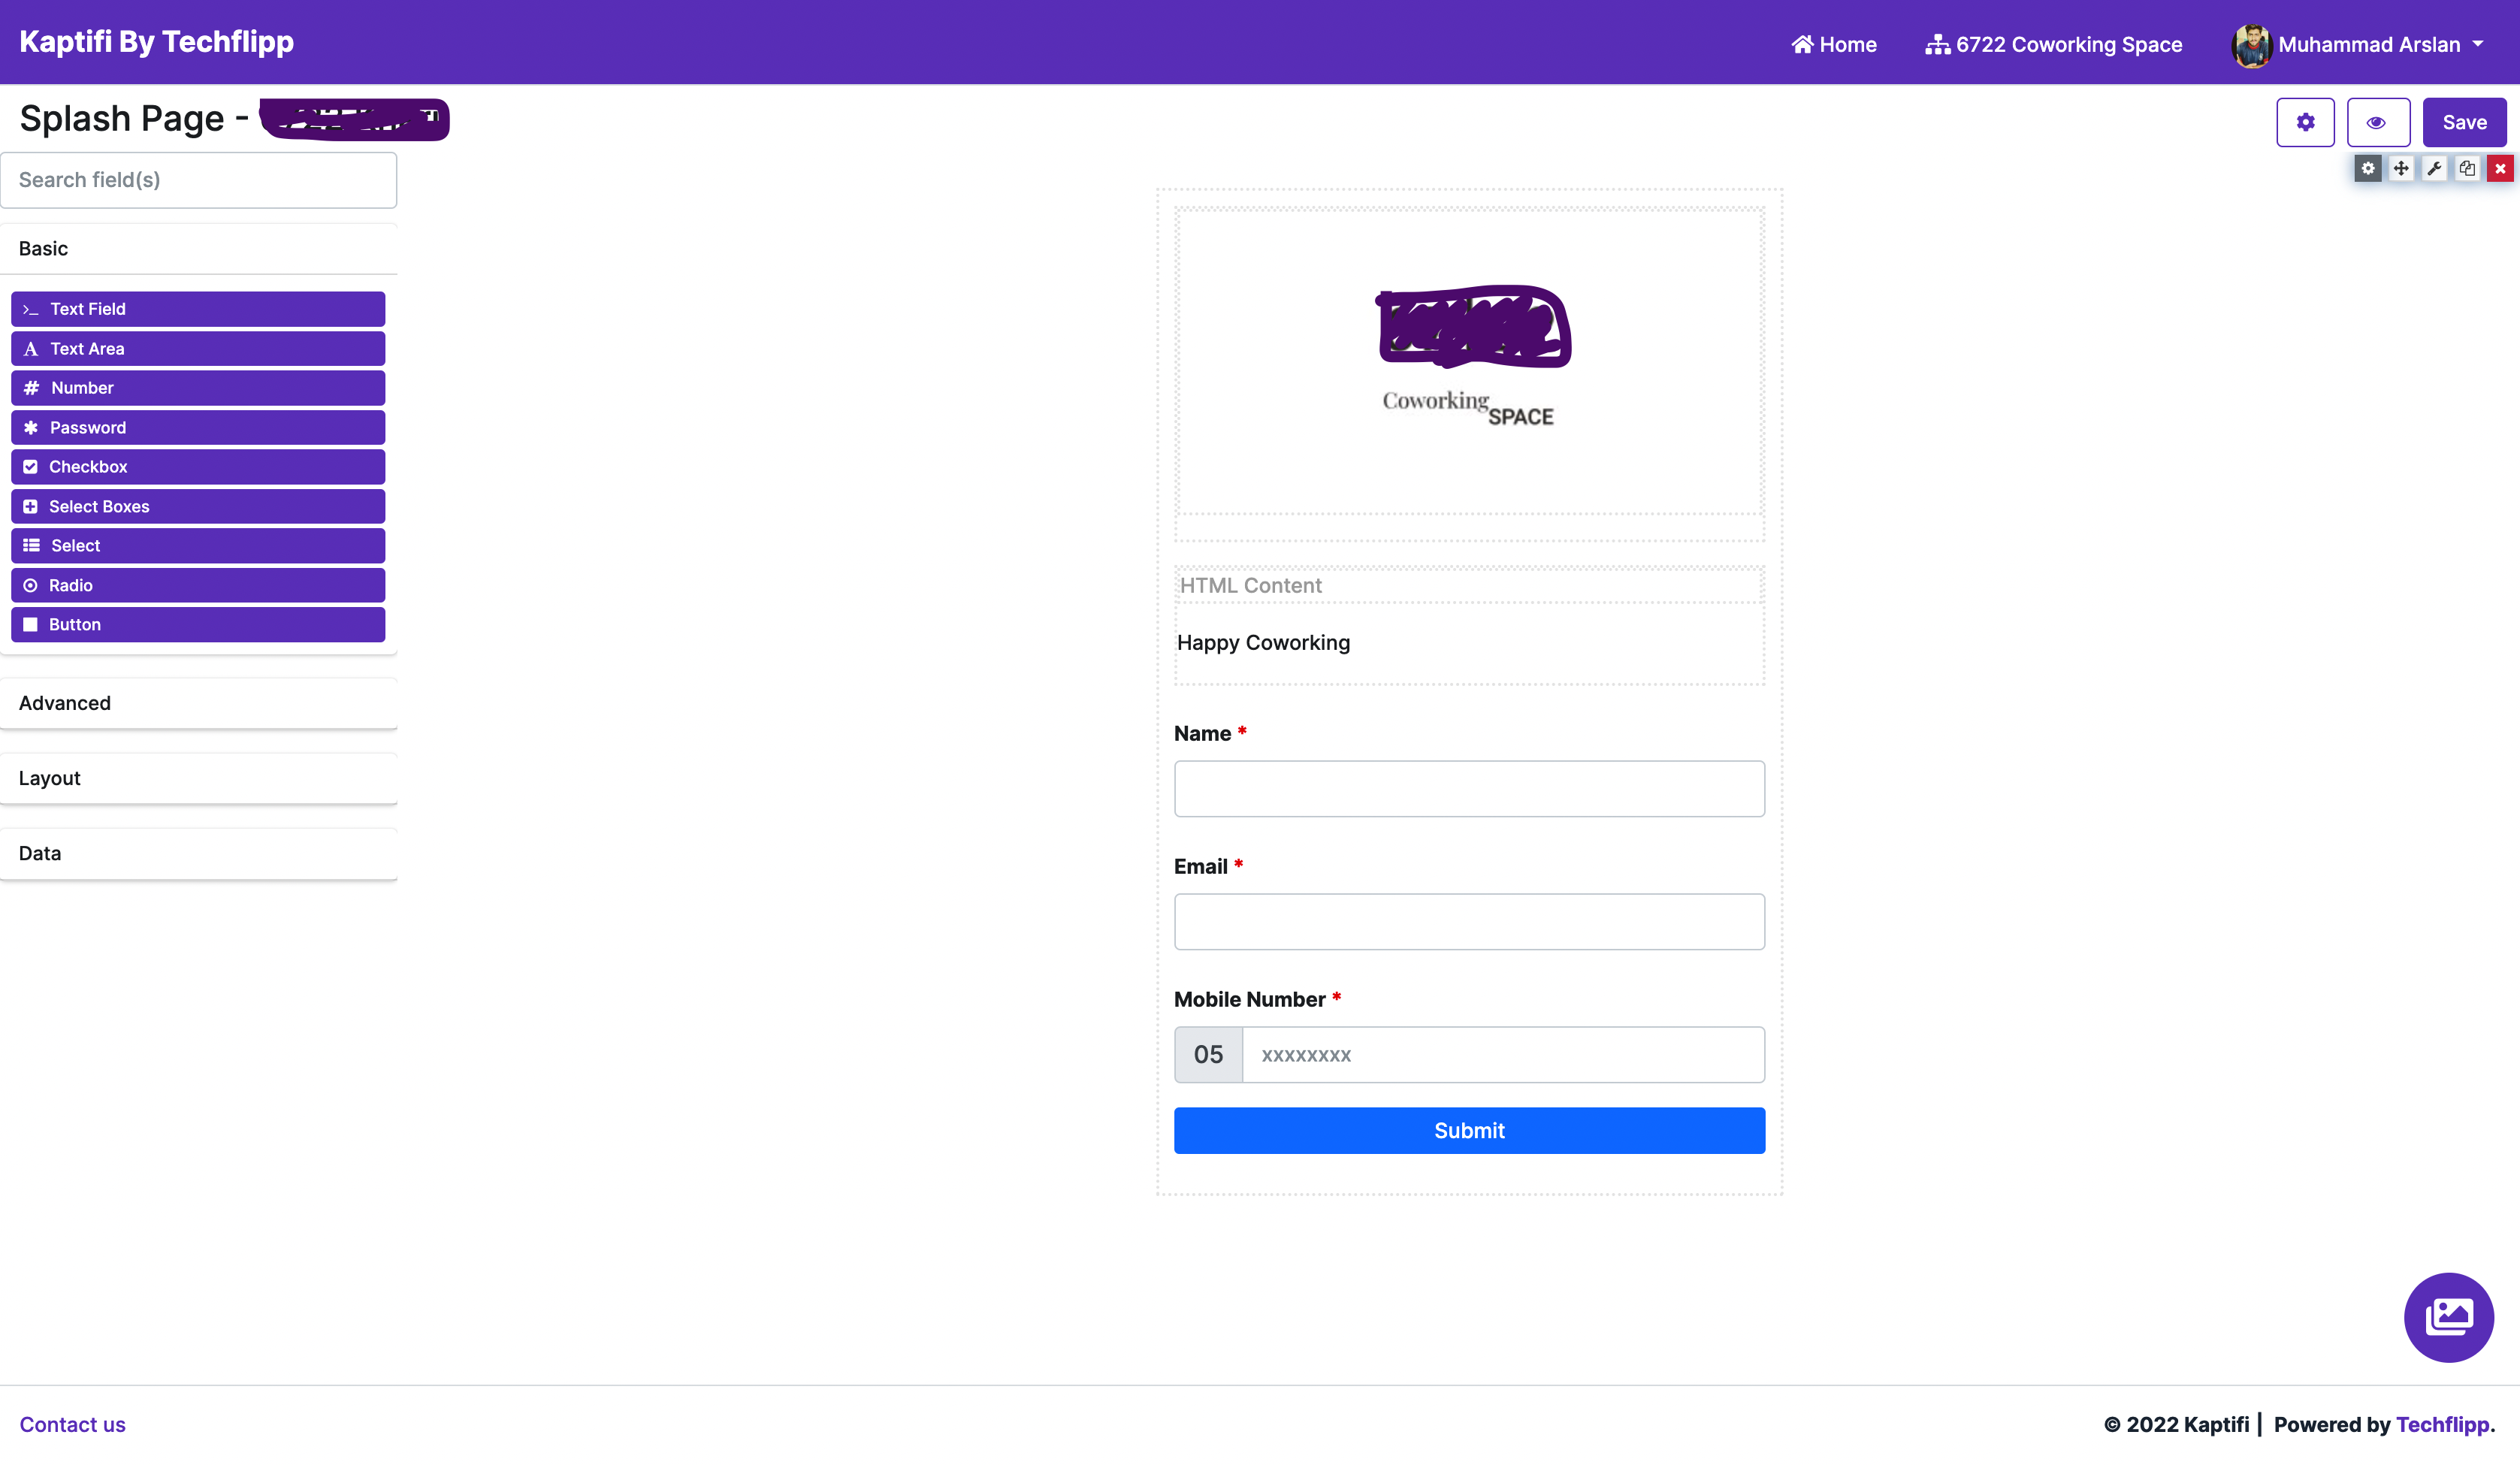 Kaptifi By Techflipp
Home
6722 Coworking Space
Muhammad Arslan
Splash Page -
Save
Search field(s)
Basic
Text Field
Text Area
Number
Password
Checkbox
Select Boxes
Select
Radio
Button
Advanced
Layout
Data
Coworking
SPACE
HTML Content
Happy Coworking
Name *
Email *
Mobile Number *
05 xxxxxxxx
Submit
Contact us
© 2022 Kaptifi | Powered by Techflipp.